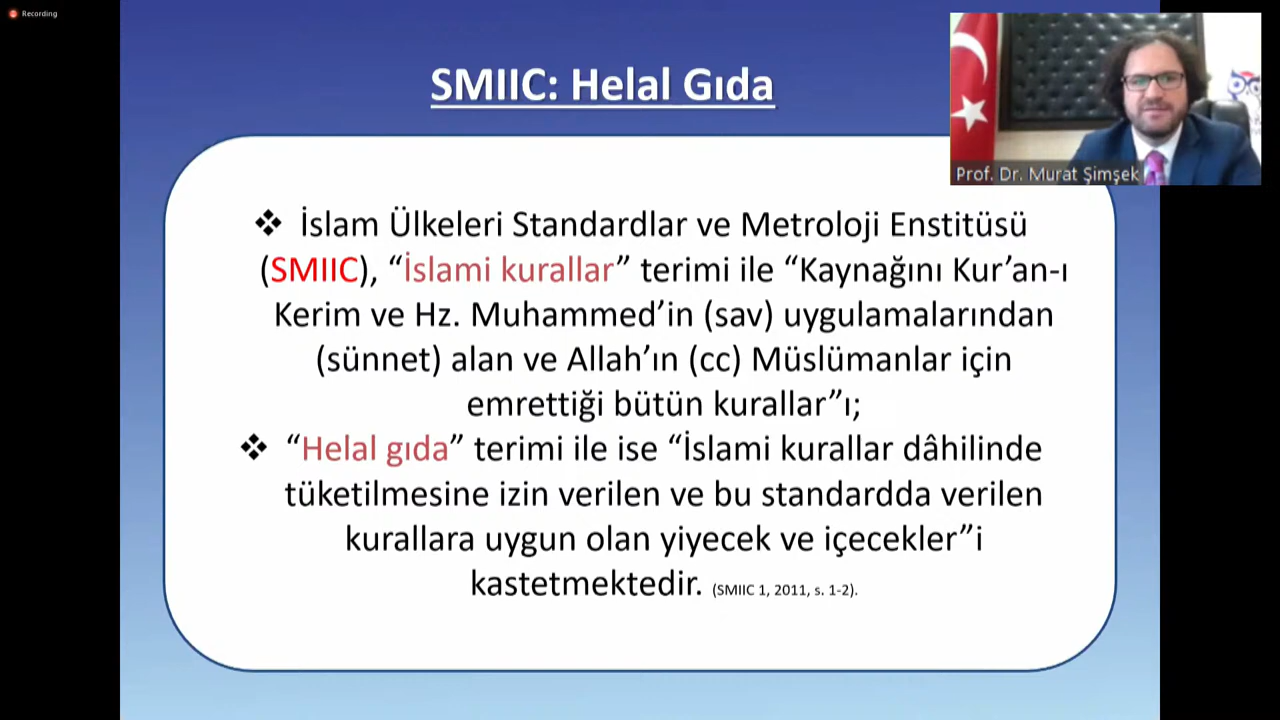 Recording
SMIIC: Helal Gıda
Prof. Dr. Murat Şimşek
❖ İslam Ülkeleri Standardlar ve Metroloji Enstitüsü
(SMIIC), “İslami kurallar” terimi ile “Kaynağını Kur’an-ı
Kerim ve Hz. Muhammed’in (sav) uygulamalarından
(sünnet) alan ve Allah’ın (cc) Müslümanlar için
emrettiği bütün kurallar”ı;
❖ “Helal gıda” terimi ile ise “İslami kurallar dâhilinde
tüketilmesine izin verilen ve bu standardda verilen
kurallara uygun olan yiyecek ve içecekler”i
kastetmektedir. (SMIIC 1, 2011, s. 1-2).